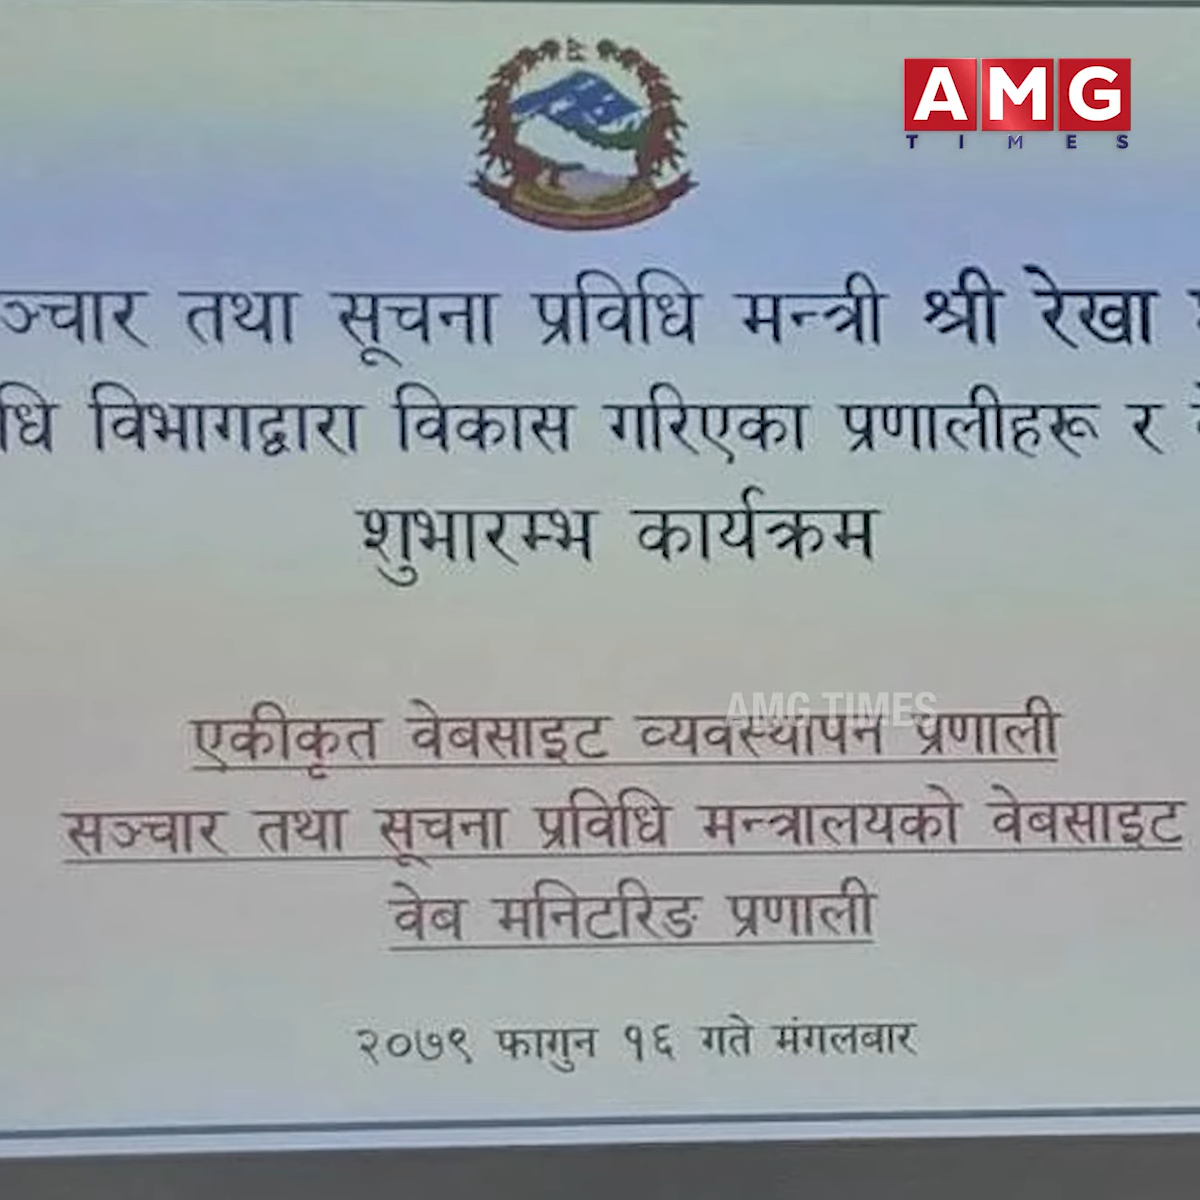 AMG
TIMES
ञ्चार तथा सूचना प्रविधि मन्त्री श्री रेखा
धि विभागद्वारा विकास गरिएका प्रणालीहरू र
शुभारम्भ कार्यक्रम
AMG TIMES
एकीकृत वेबसाइट व्यवस्थापन प्रणाली
सञ्चार तथा सूचना प्रविधि मन्त्रालयको वेबसाइट
वेब मनिटरिङ प्रणाली
२०७९ फागुन १६ गते मंगलबार